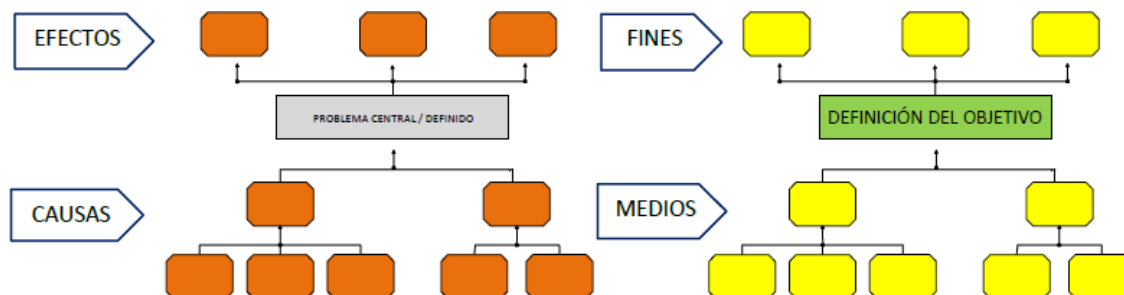 EFECTOS
FINES
PROBLEMA CENTRAL / DEFINIDO
DEFINICIÓN DEL OBJETIVO
CAUSAS
MEDIOS